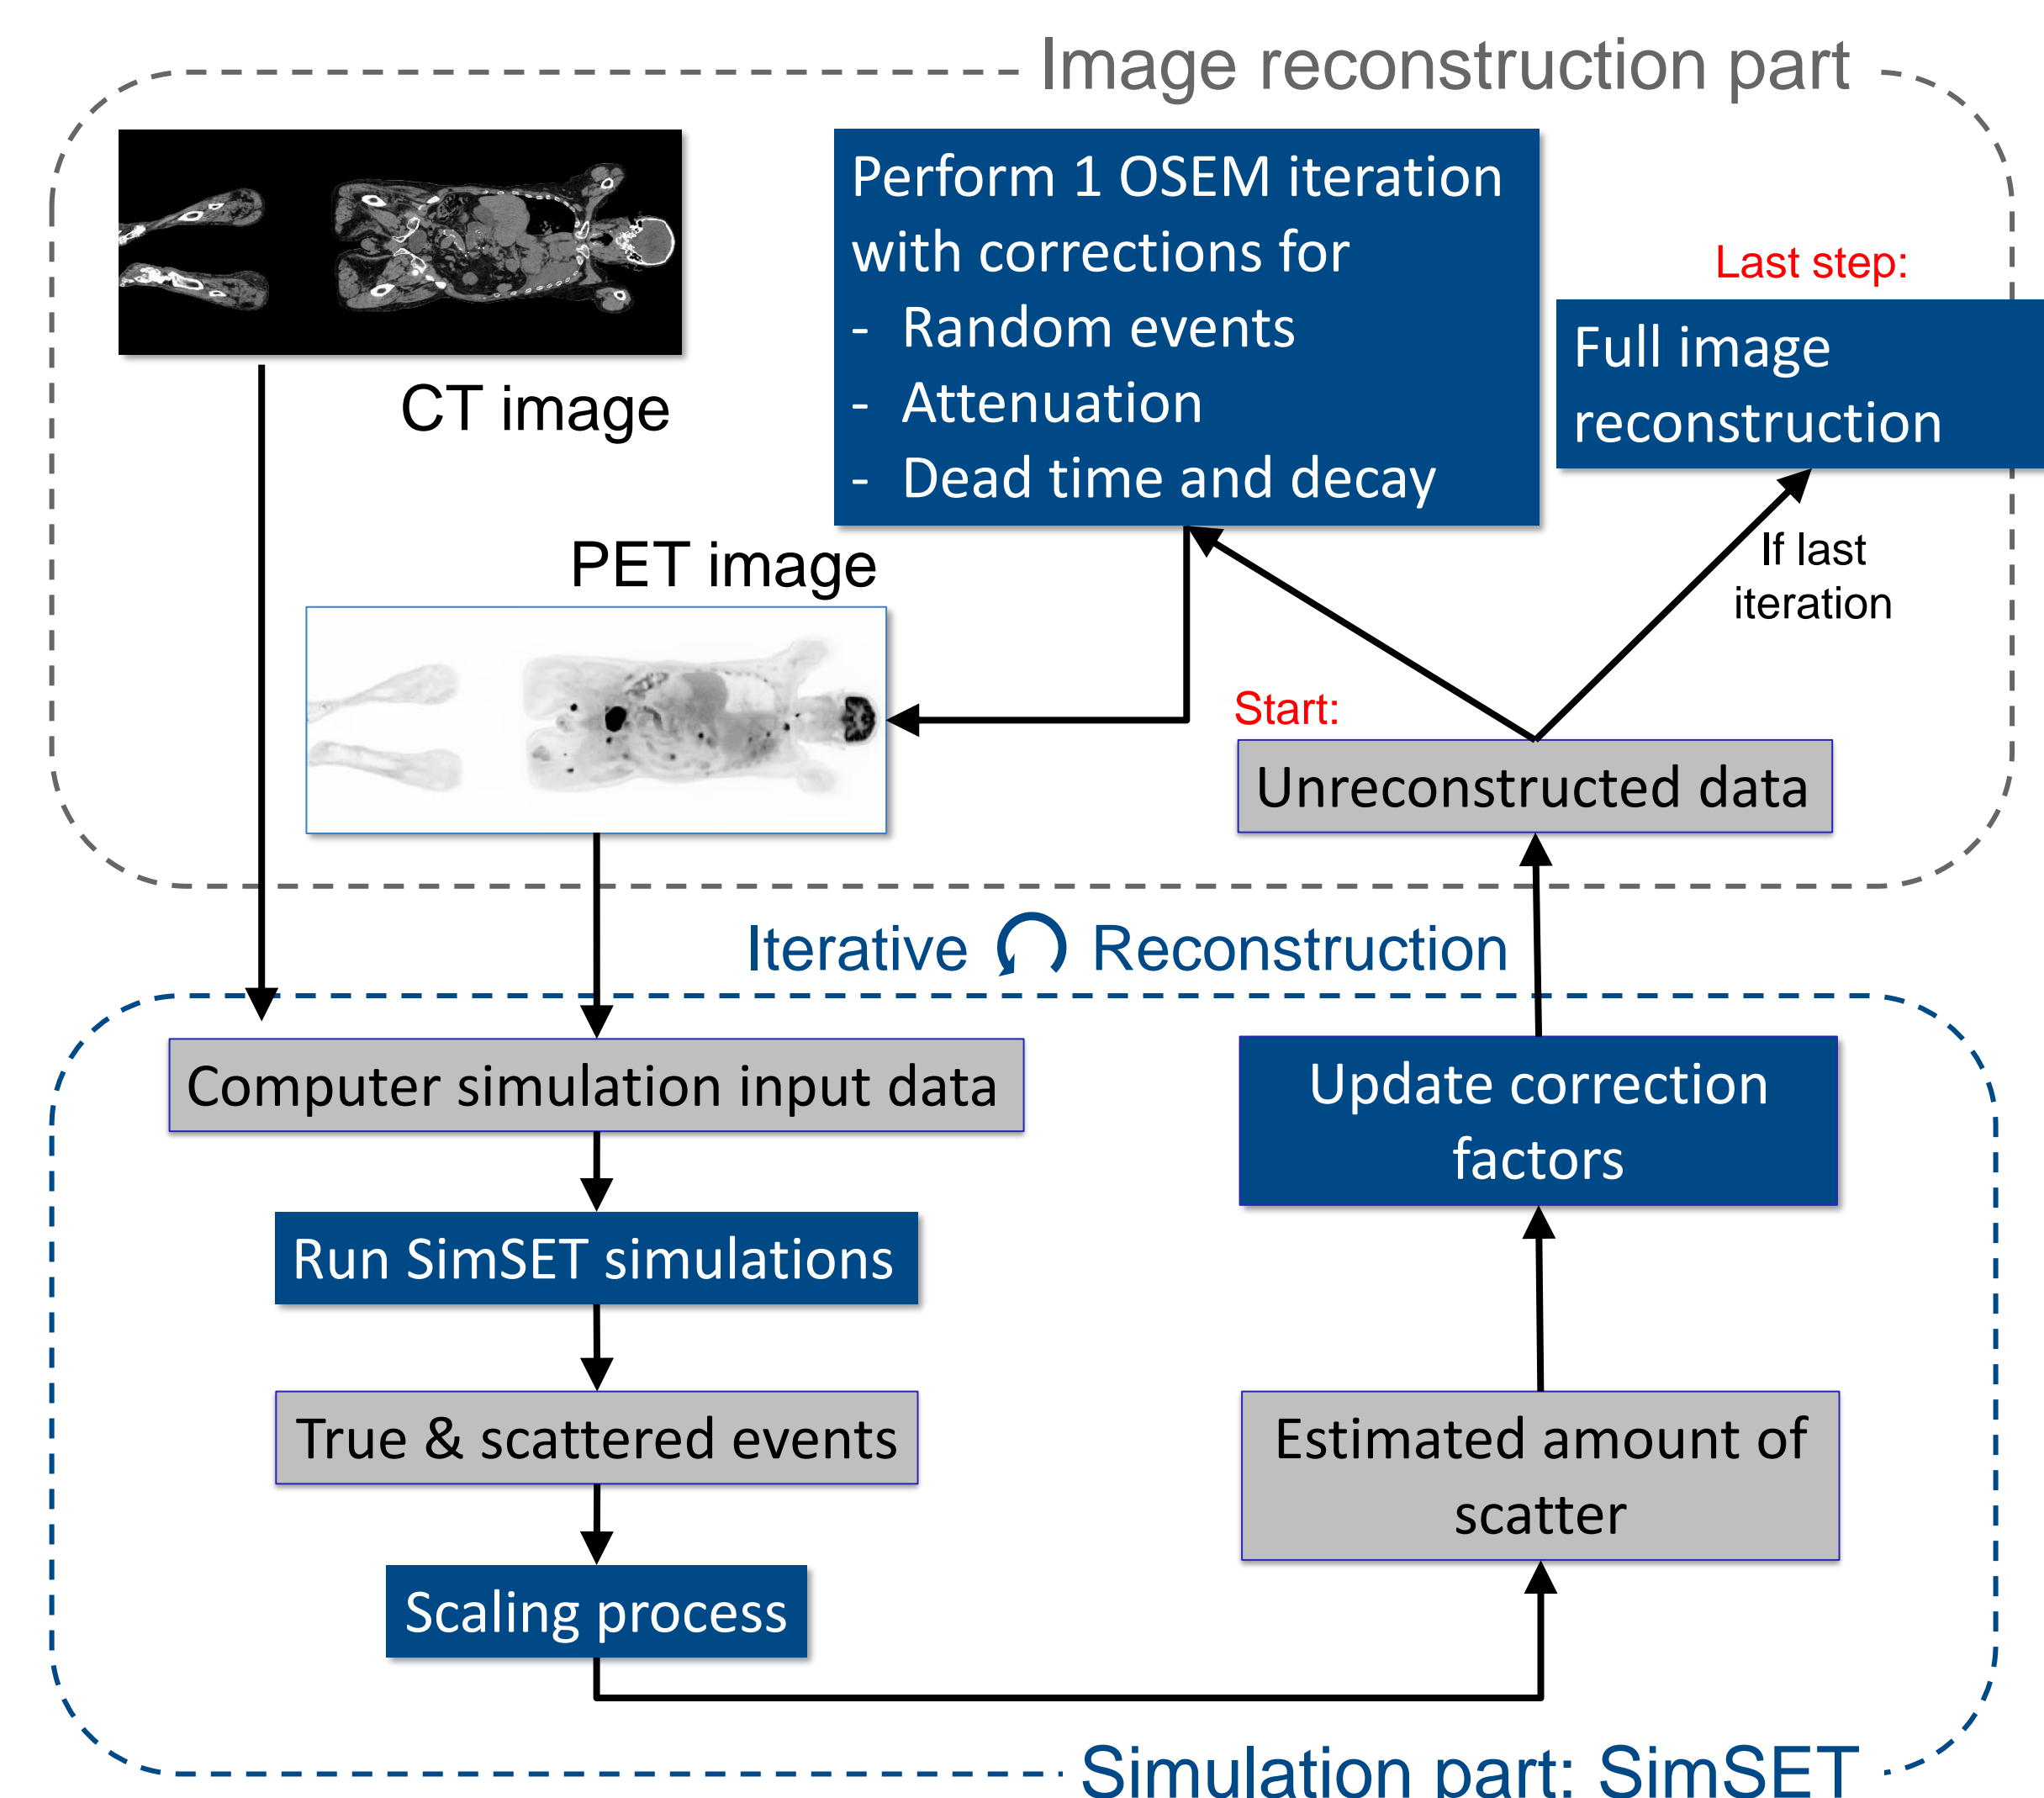 Image reconstruction part
CT image
Perform 1 OSEM iteration
with corrections for
- Random events
- Attenuation
- Dead time and decay
Last step:
Full image
reconstruction
If last
iteration
PET image
Start:
Unreconstructed data
Iterative Reconstruction
Computer simulation input data
Run SimSET simulations
True & scattered events
Scaling process
Update correction
factors
Estimated amount of
scatter
Simulation part: SimSET